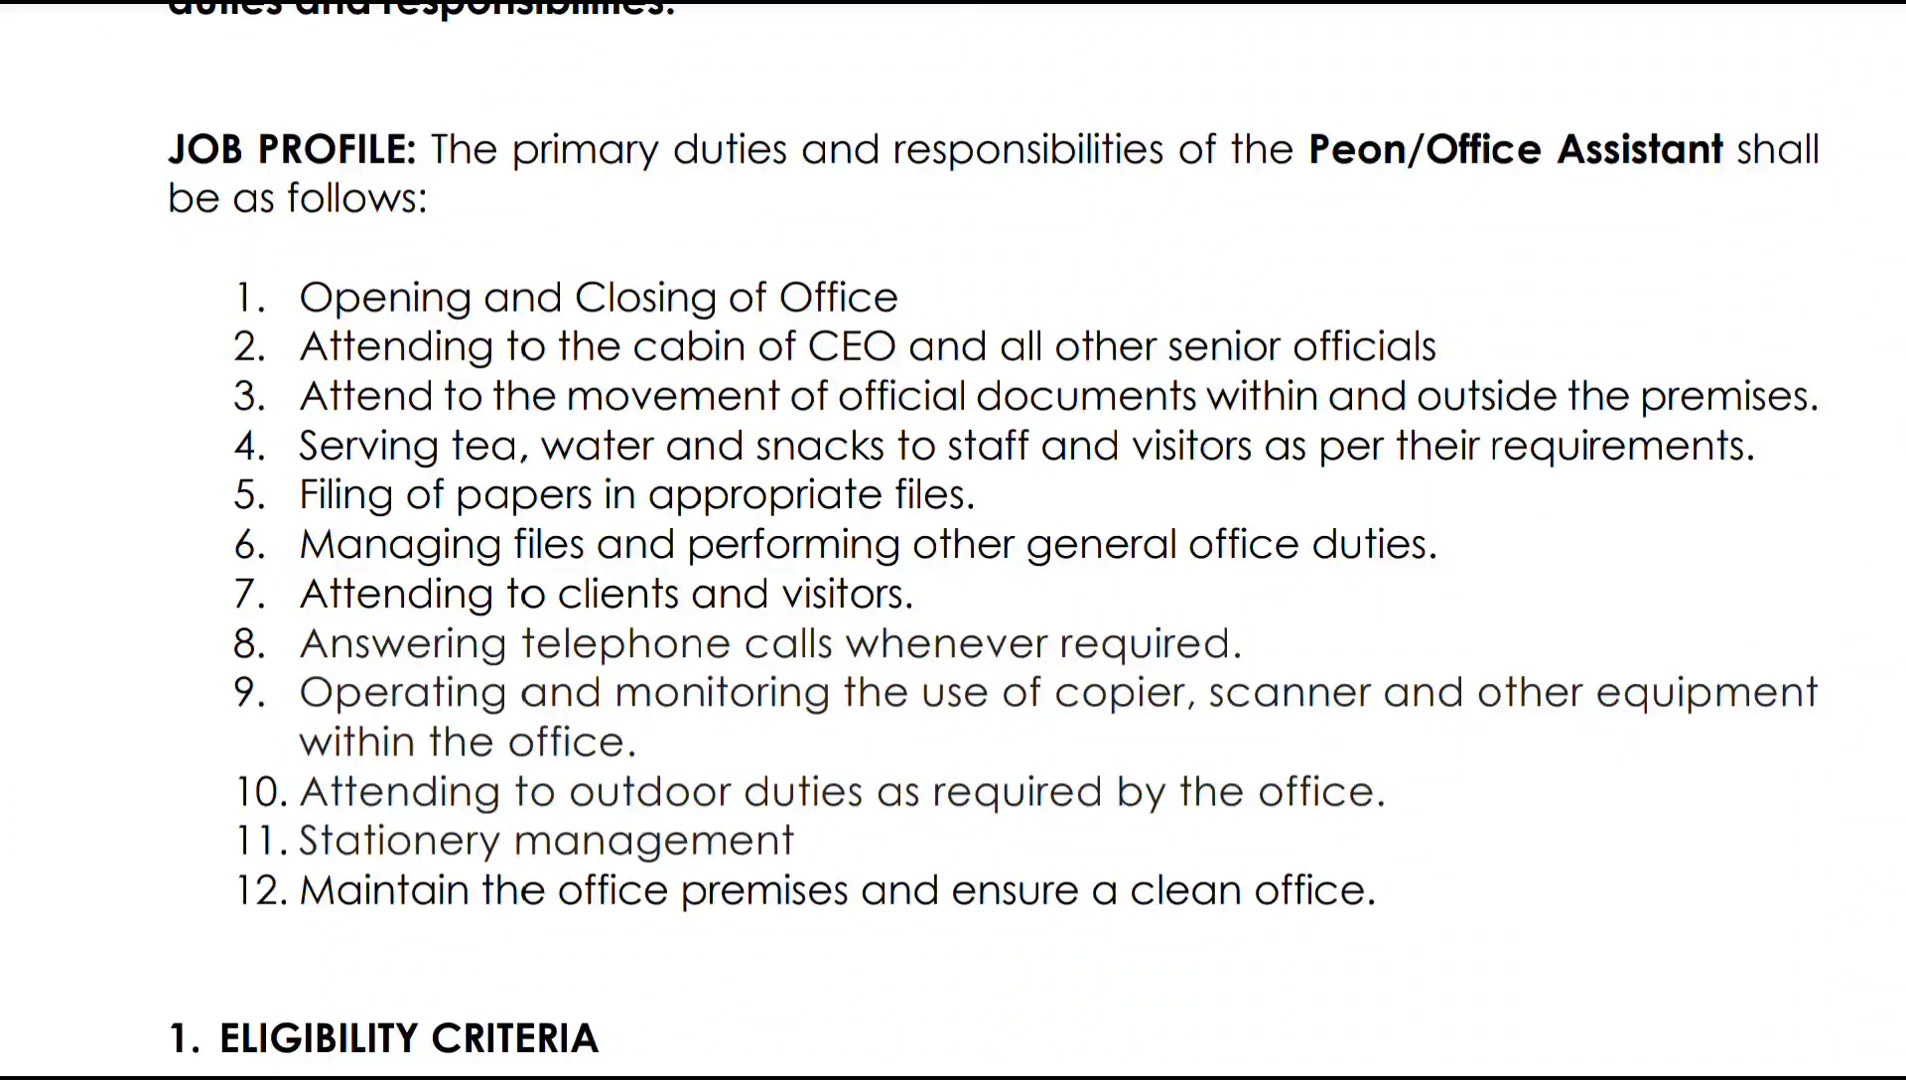 duties and responsibilities.
JOB PROFILE: The primary duties and responsibilities of the Peon/Office Assistant shall
be as follows:
1. Opening and Closing of Office
2. Attending to the cabin of CEO and all other senior officials
3. Attend to the movement of official documents within and outside the premises.
4. Serving tea, water and snacks to staff and visitors as per their requirements.
5. Filing of papers in appropriate files.
6. Managing files and performing other general office duties.
7. Attending to clients and visitors.
8. Answering telephone calls whenever required.
9. Operating and monitoring the use of copier, scanner and other equipment
within the office.
10. Attending to outdoor duties as required by the office.
11. Stationery management
12. Maintain the office premises and ensure a clean office.
1. ELIGIBILITY CRITERIA